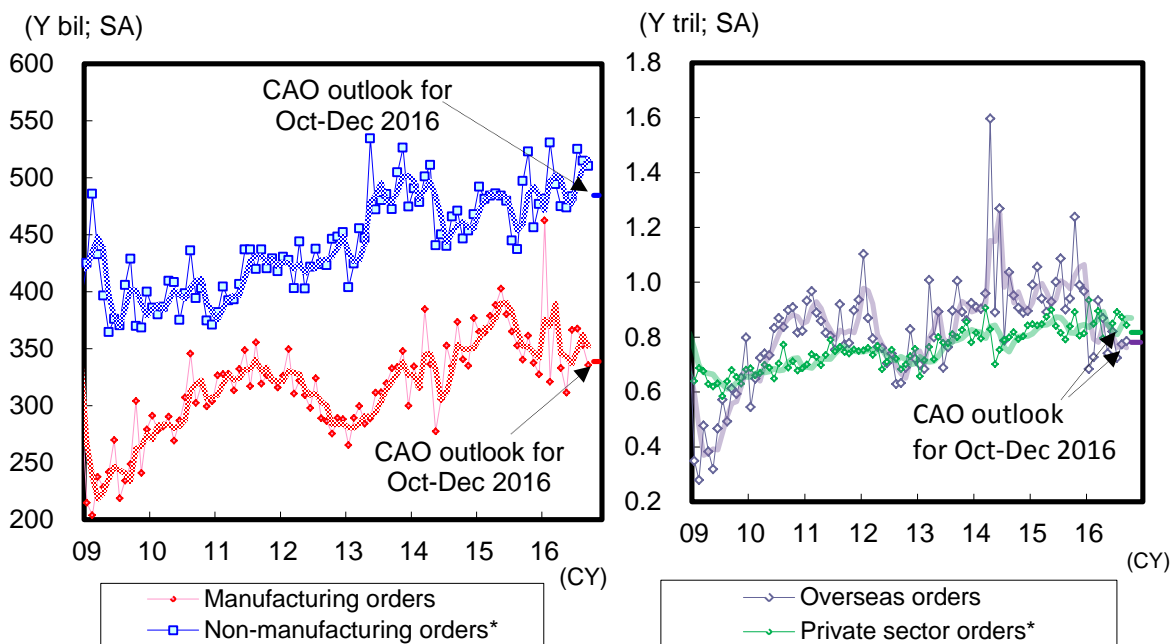 (Y bil; SA)
600
550
500
450
400
350
300
250
200
CAO outlook for
Oct-Dec 2016
CAO outlook for
Oct-Dec 2016
09 10 11 12 13 14 15 16
(CY)
Manufacturing orders
Non-manufacturing orders*
(Y tril; SA)
1.8
1.6
1.4
1.2
1.0
0.8
0.6
0.4
0.2
CAO outlook
for Oct-Dec 2016
09 10 11 12 13 14 15 16
(CY)
Overseas orders
Private sector orders*